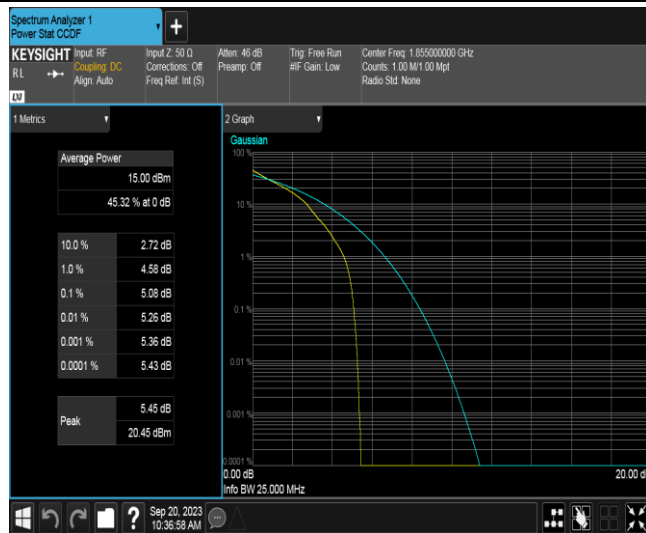 Spectrum Analyzer 1
Power Stat CCDF
+
KEYSIGHT
RL
Input: RF
Coupling: DC
Align: Auto
Input Z: 50 Ω
Corrections: Off
Freq Ref: Int (S)
Atten: 46 dB
Preamp: Off
Trig: Free Run
#IF Gain: Low
Center Freq: 1.855000000 GHz
Counts: 1.00 M/1.00 Mpt
Radio Std: None
LXI
1 Metrics
Average Power
15.00 dBm
45.32 % at 0 dB
10.0 % 2.72 dB
1.0 % 4.58 dB
0.1 % 5.08 dB
0.01 % 5.26 dB
0.001 % 5.36 dB
0.0001 % 5.43 dB
Peak
5.45 dB
20.45 dBm
2 Graph
Gaussian
100 %
10 %
1 %
0.1 %
0.01 %
0.001 %
0.0001 %
0.00 dB
20.00 d
Info BW 25.000 MHz
?
Sep 20, 2023
10:36:58 AM